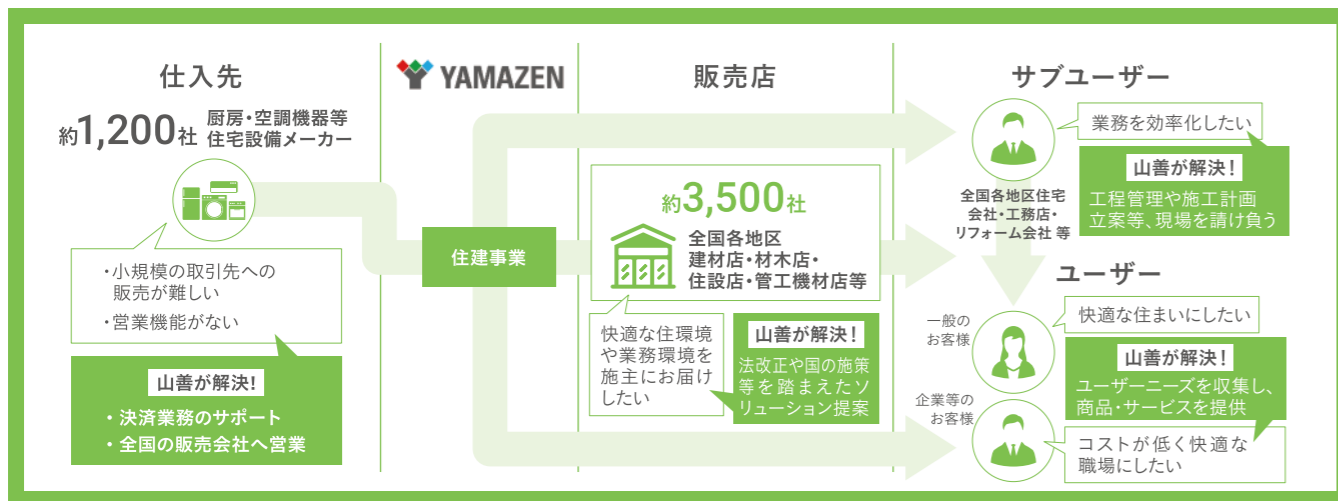 仕入先
約1,200社
厨房・空調機器等
住宅設備メーカー
・小規模の取引先への
販売が難しい
・営業機能がない
山善が解決!
・決済業務のサポート
・全国の販売会社へ営業
YAMAZEN
住建事業
販売店
約3,500社
全国各地区
建材店・材木店・
住設店・管工機材店等
快適な住環境
や業務環境を
施主にお届け
したい
山善が解決!
法改正や国の施策
等を踏まえたソ
リューション提案
サブユーザー
業務を効率化したい
山善が解決!
工程管理や施工計画
立案等、現場を請け負う
全国各地区住宅
会社・工務店・
リフォーム会社 等
ユーザー
一般の
お客様
快適な住まいにしたい
山善が解決!
ユーザーニーズを収集し、
商品・サービスを提供
企業等の
お客様
コストが低く快適な
職場にしたい